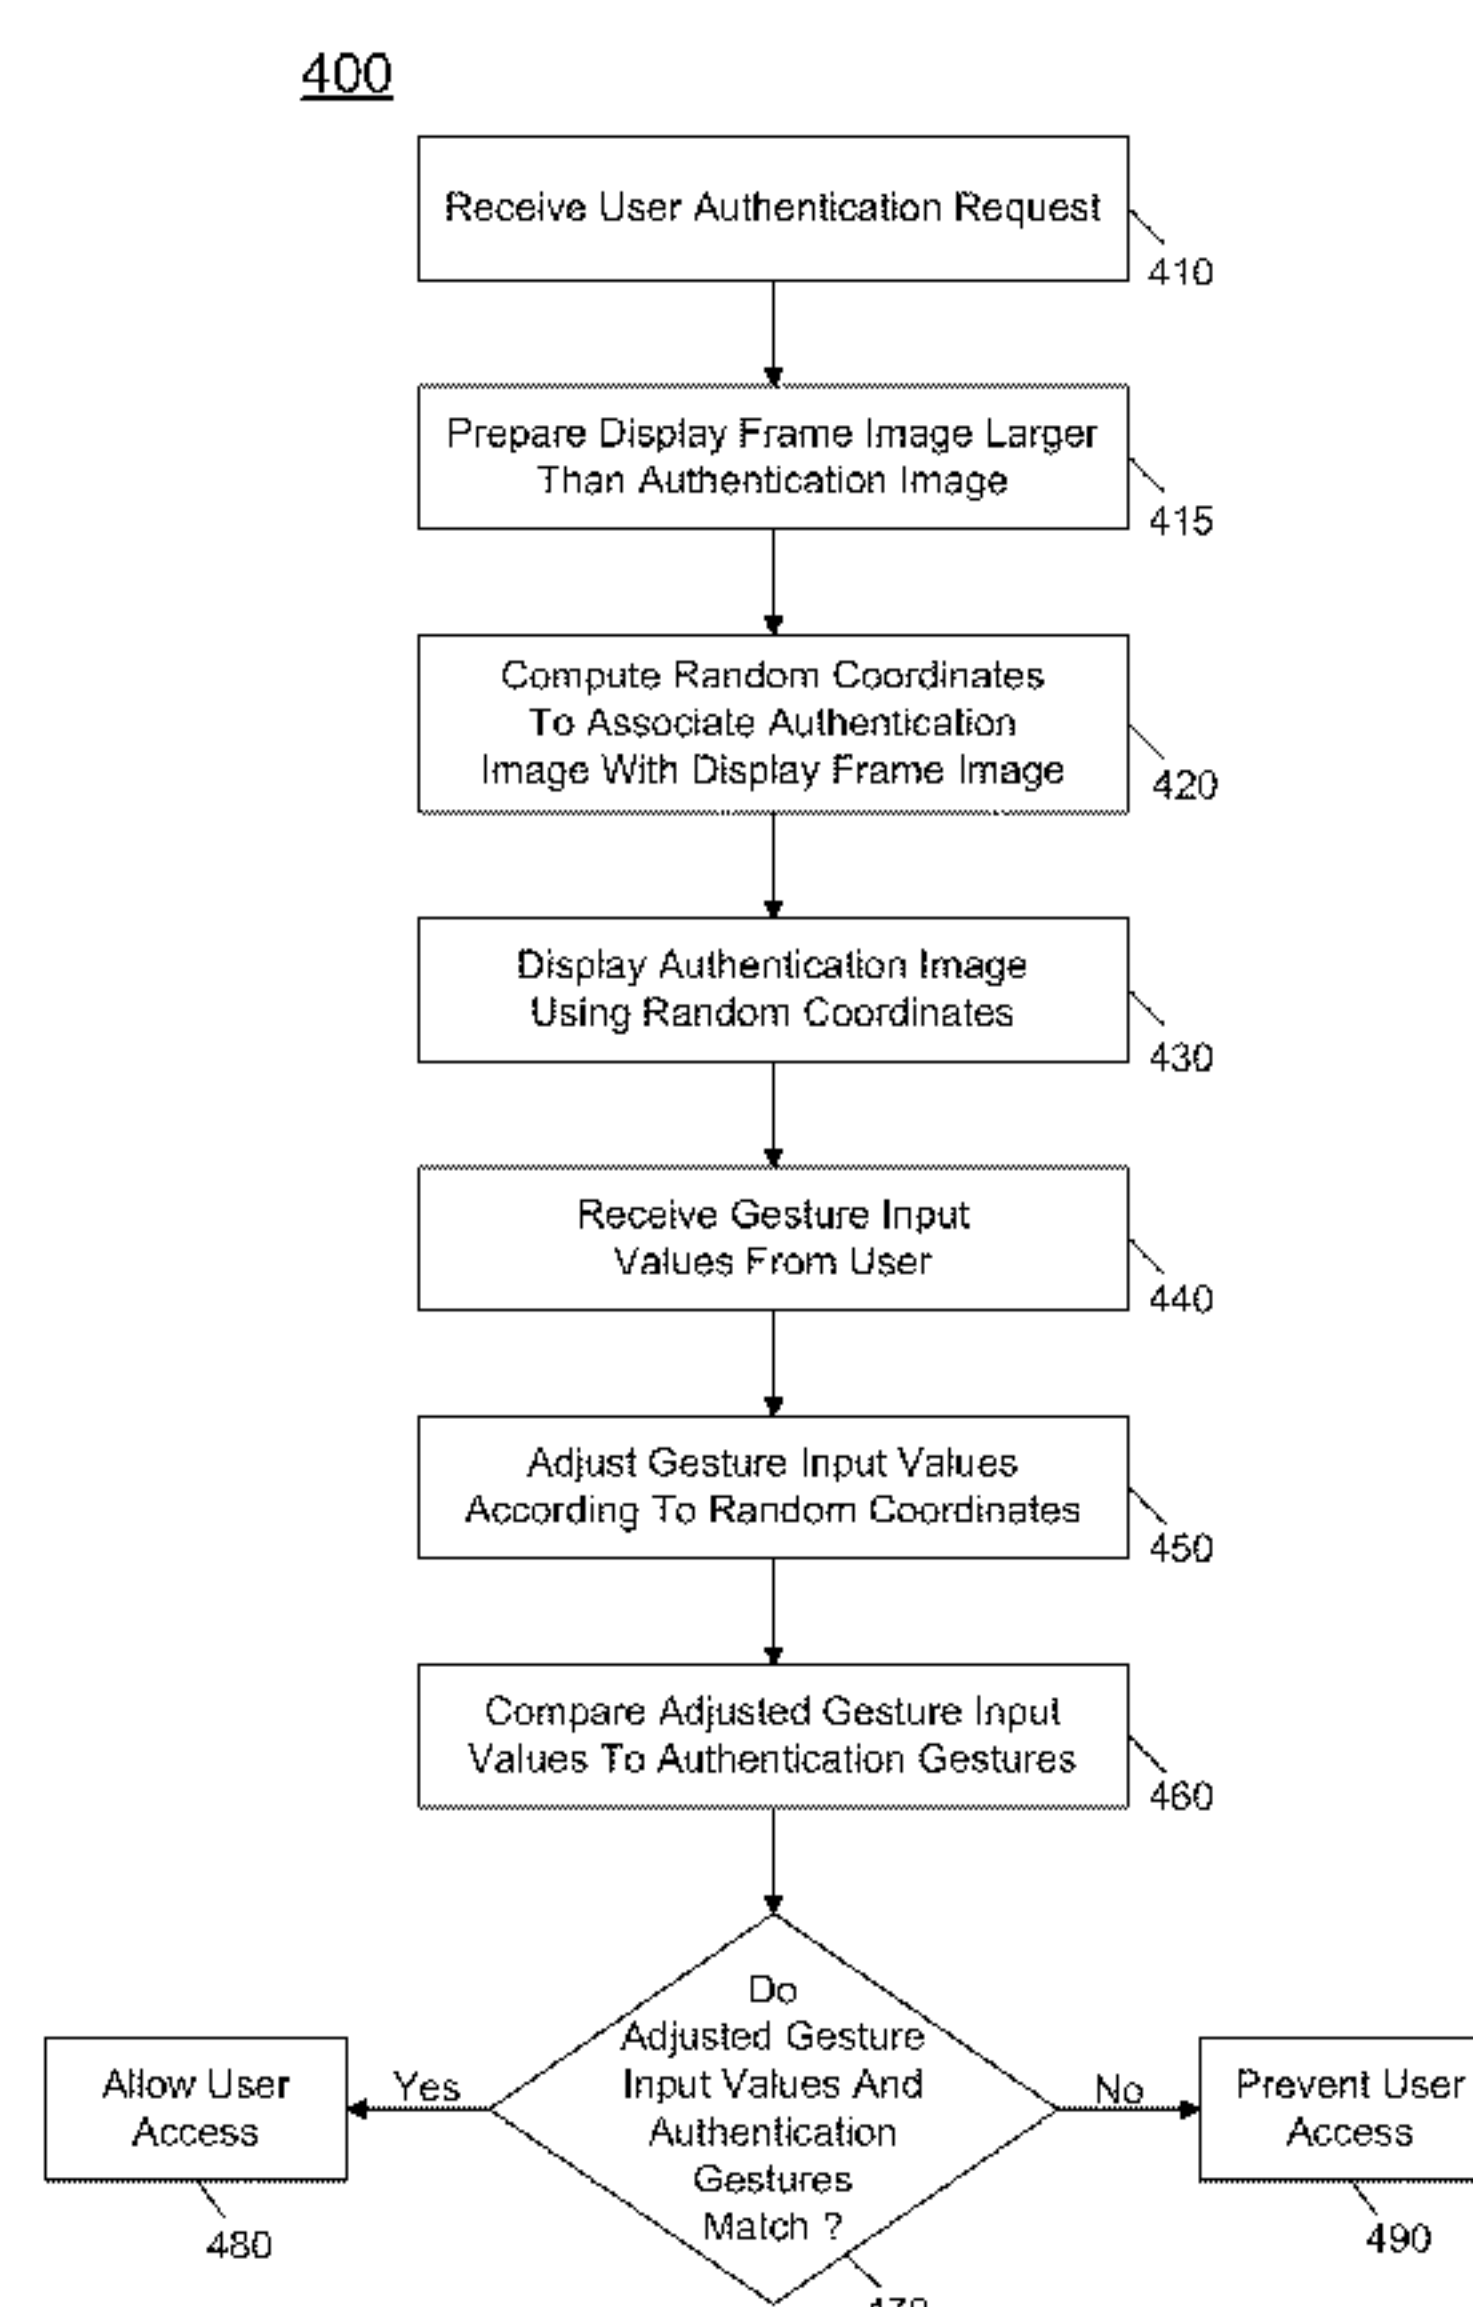 400
Receive User Authentication Request
410
Prepare Display Frame Image Larger
Than Authentication Image
415
Compute Random Coordinates
To Associate Authentication
Image With Display Frame Image
420
Display Authentication Image
Using Random Coordinates
430
Receive Gesture Input
Values From User
440
Adjust Gesture Input Values
According To Random Coordinates
450
Compare Adjusted Gesture Input
Values To Authentication Gestures
460
Do
Adjusted Gesture
Input Values And
Authentication
Gestures
Match ?
Yes
No
Allow User
Access
480
Prevent User
Access
490